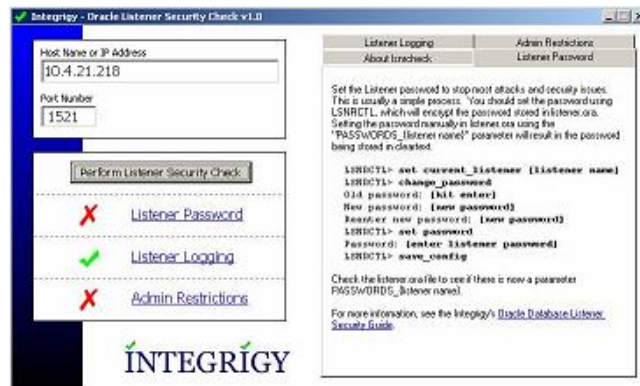 Integrigy - Oracle Listener Security Check v1.0
Host Name or IP Address
10.4.21.218
Port Number
1521
Perform Listener Security Check
Listener Password
Listener Logging
Admin Restrictions
INTEGRIGY
Listener Logging
Admin Restrictions
About lsnrcheck
Listener Password
Set the Listener password to stop most attacks and security issues.
This is usually a simple process. You should set the password using
LSNRCTL, which will encrypt the password stored in listener.ora.
Setting the password manually in listener.ora using the
"PASSWORDS_{listener name}" parameter will result in the password
being stored in cleartext.
LSNRCTL> set current_listener {listener name}
LSNRCTL> change_password
Old password: {hit enter}
New password: {new password}
Reenter new password: {new password}
LSNRCTL> set password
Password: {enter listener password}
LSNRCTL> save_config
Check the listener.ora file to see if there is now a parameter
PASSWORDS_{listener name}.
For more information, see the Integrigy's Oracle Database Listener
Security Guide.